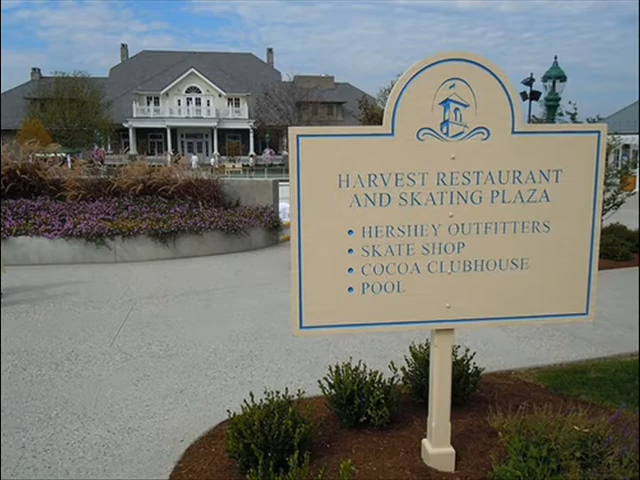 HARVEST RESTAURANT
AND SKATING PLAZA
• HERSHEY OUTFITTERS
• SKATE SHOP
• COCOA CLUBHOUSE
• POOL